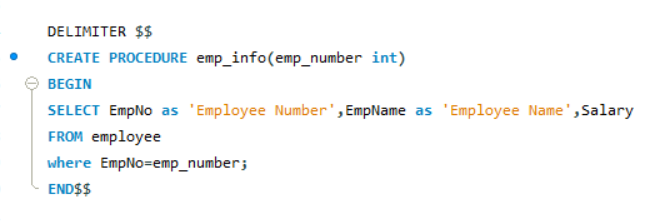 DELIMITER $$
CREATE PROCEDURE emp_info(emp_number int)
BEGIN
SELECT EmpNo as 'Employee Number',EmpName as 'Employee Name',Salary
FROM employee
where EmpNo=emp_number;
END$$